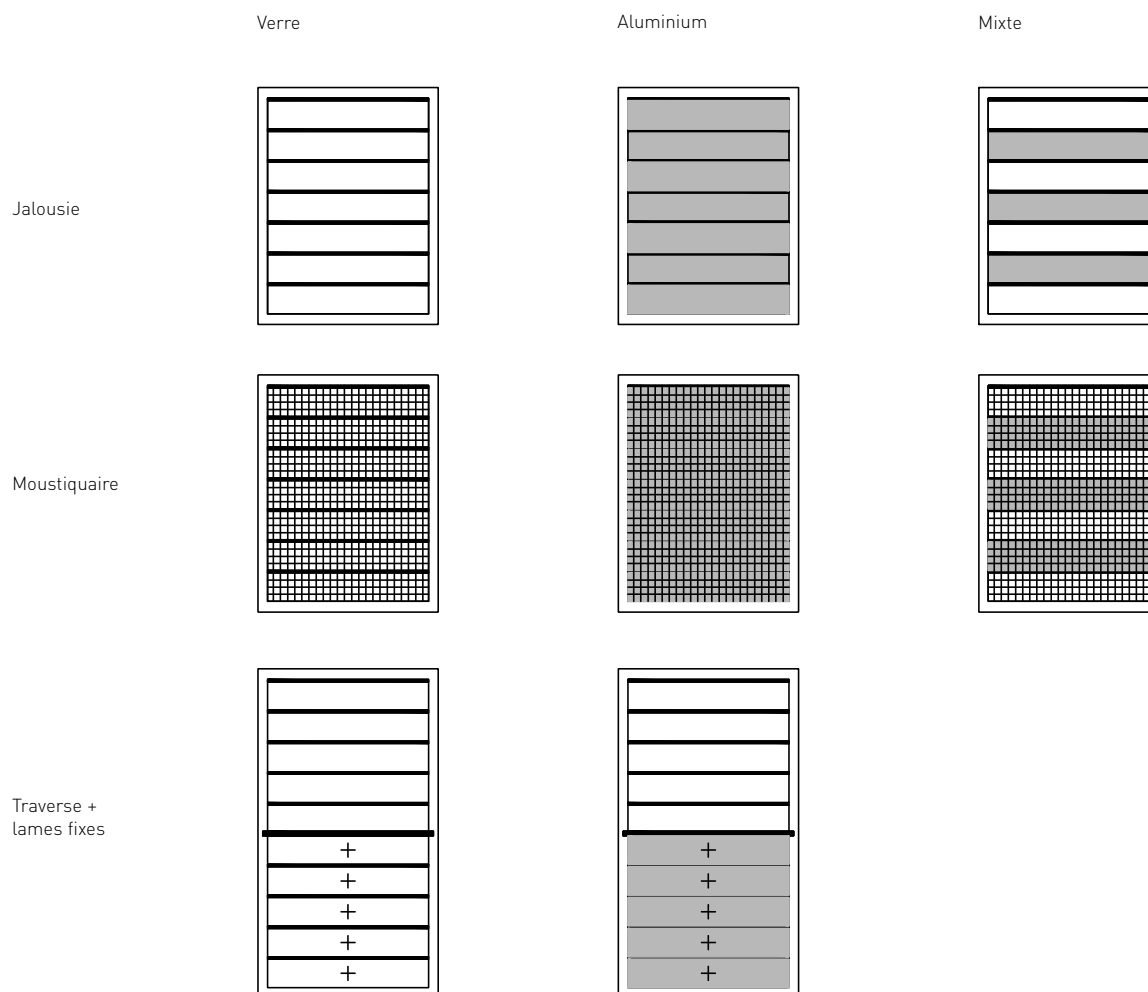 Verre
Aluminium
Mixte
Jalousie
Moustiquaire
Traverse +
lames fixes